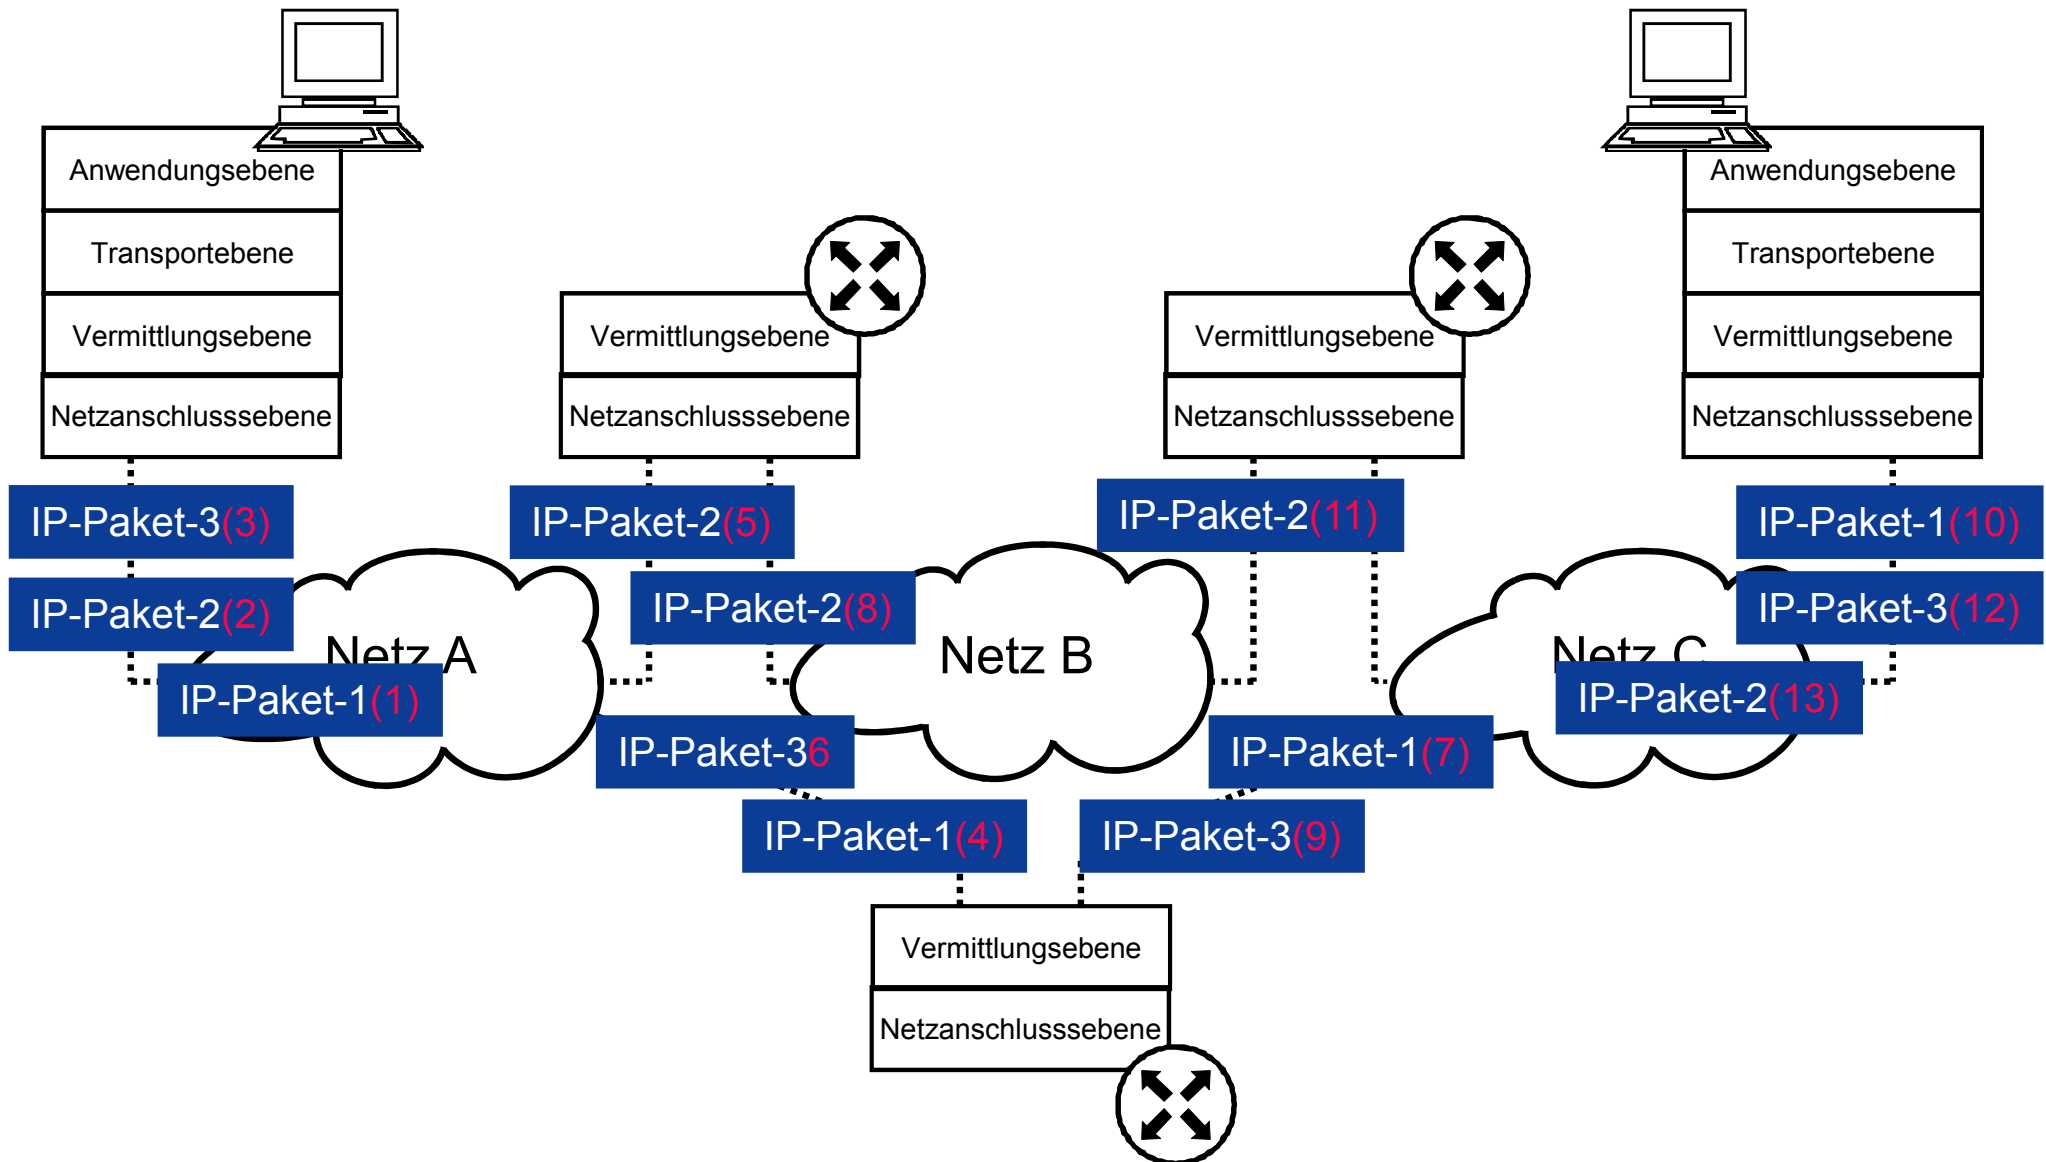 Anwendungsebene
Transportebene
Vermittlungsebene
Netzanschlusssebene
Vermittlungsebene
Netzanschlusssebene
Vermittlungsebene
Netzanschlusssebene
Anwendungsebene
Transportebene
Vermittlungsebene
Netzanschlusssebene
IP-Paket-3(3)
IP-Paket-2(2)
IP-Paket-1(1)
Netz A
IP-Paket-2(5)
IP-Paket-2(8)
Netz B
IP-Paket-2(11)
IP-Paket-1(10)
IP-Paket-3(12)
Netz C
IP-Paket-2(13)
IP-Paket-36
IP-Paket-1(4)
IP-Paket-1(7)
IP-Paket-3(9)
Vermittlungsebene
Netzanschlusssebene